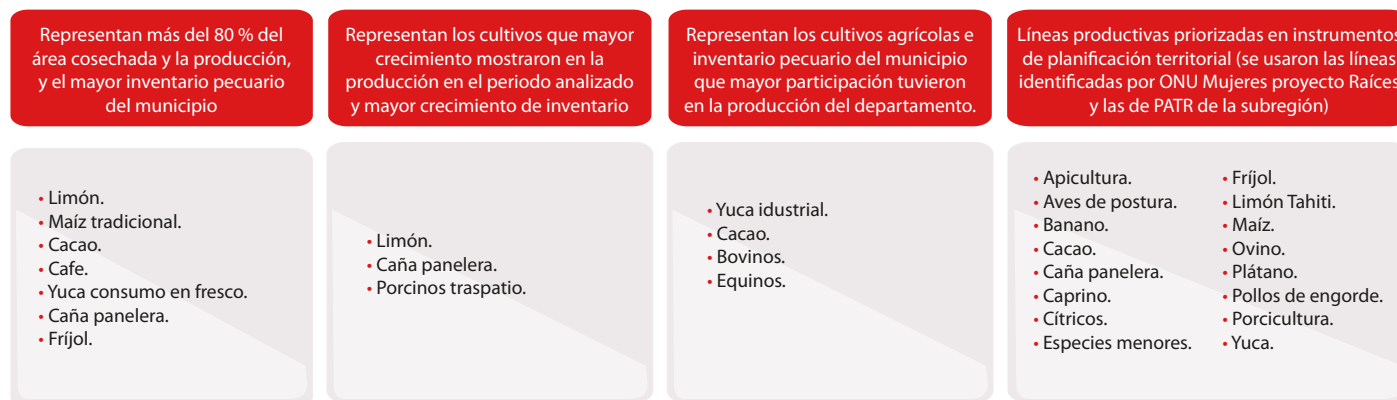 Representan más del 80 % del
área cosechada y la producción,
y el mayor inventario pecuario
del municipio
• Limón.
• Maíz tradicional.
• Cacao.
• Cafe.
• Yuca consumo en fresco.
• Caña panelera.
• Fríjol.
Representan los cultivos que mayor
crecimiento mostraron en la
producción en el periodo analizado
y mayor crecimiento de inventario
• Limón.
• Caña panelera.
• Porcinos traspatio.
Representan los cultivos agrícolas e
inventario pecuario del municipio
que mayor participación tuvieron
en la producción del departamento.
• Yuca idustrial.
• Cacao.
• Bovinos.
• Equinos.
Líneas productivas priorizadas en instrumentos
de planificación territorial (se usaron las líneas
identificadas por ONU Mujeres proyecto Raíces
y las de PATR de la subregión)
• Apicultura.
• Aves de postura.
• Banano.
• Cacao.
• Caña panelera.
• Caprino.
• Cítricos.
• Especies menores.
• Fríjol.
• Limón Tahiti.
• Maíz.
• Ovino.
• Plátano.
• Pollos de engorde.
• Porcicultura.
• Yuca.